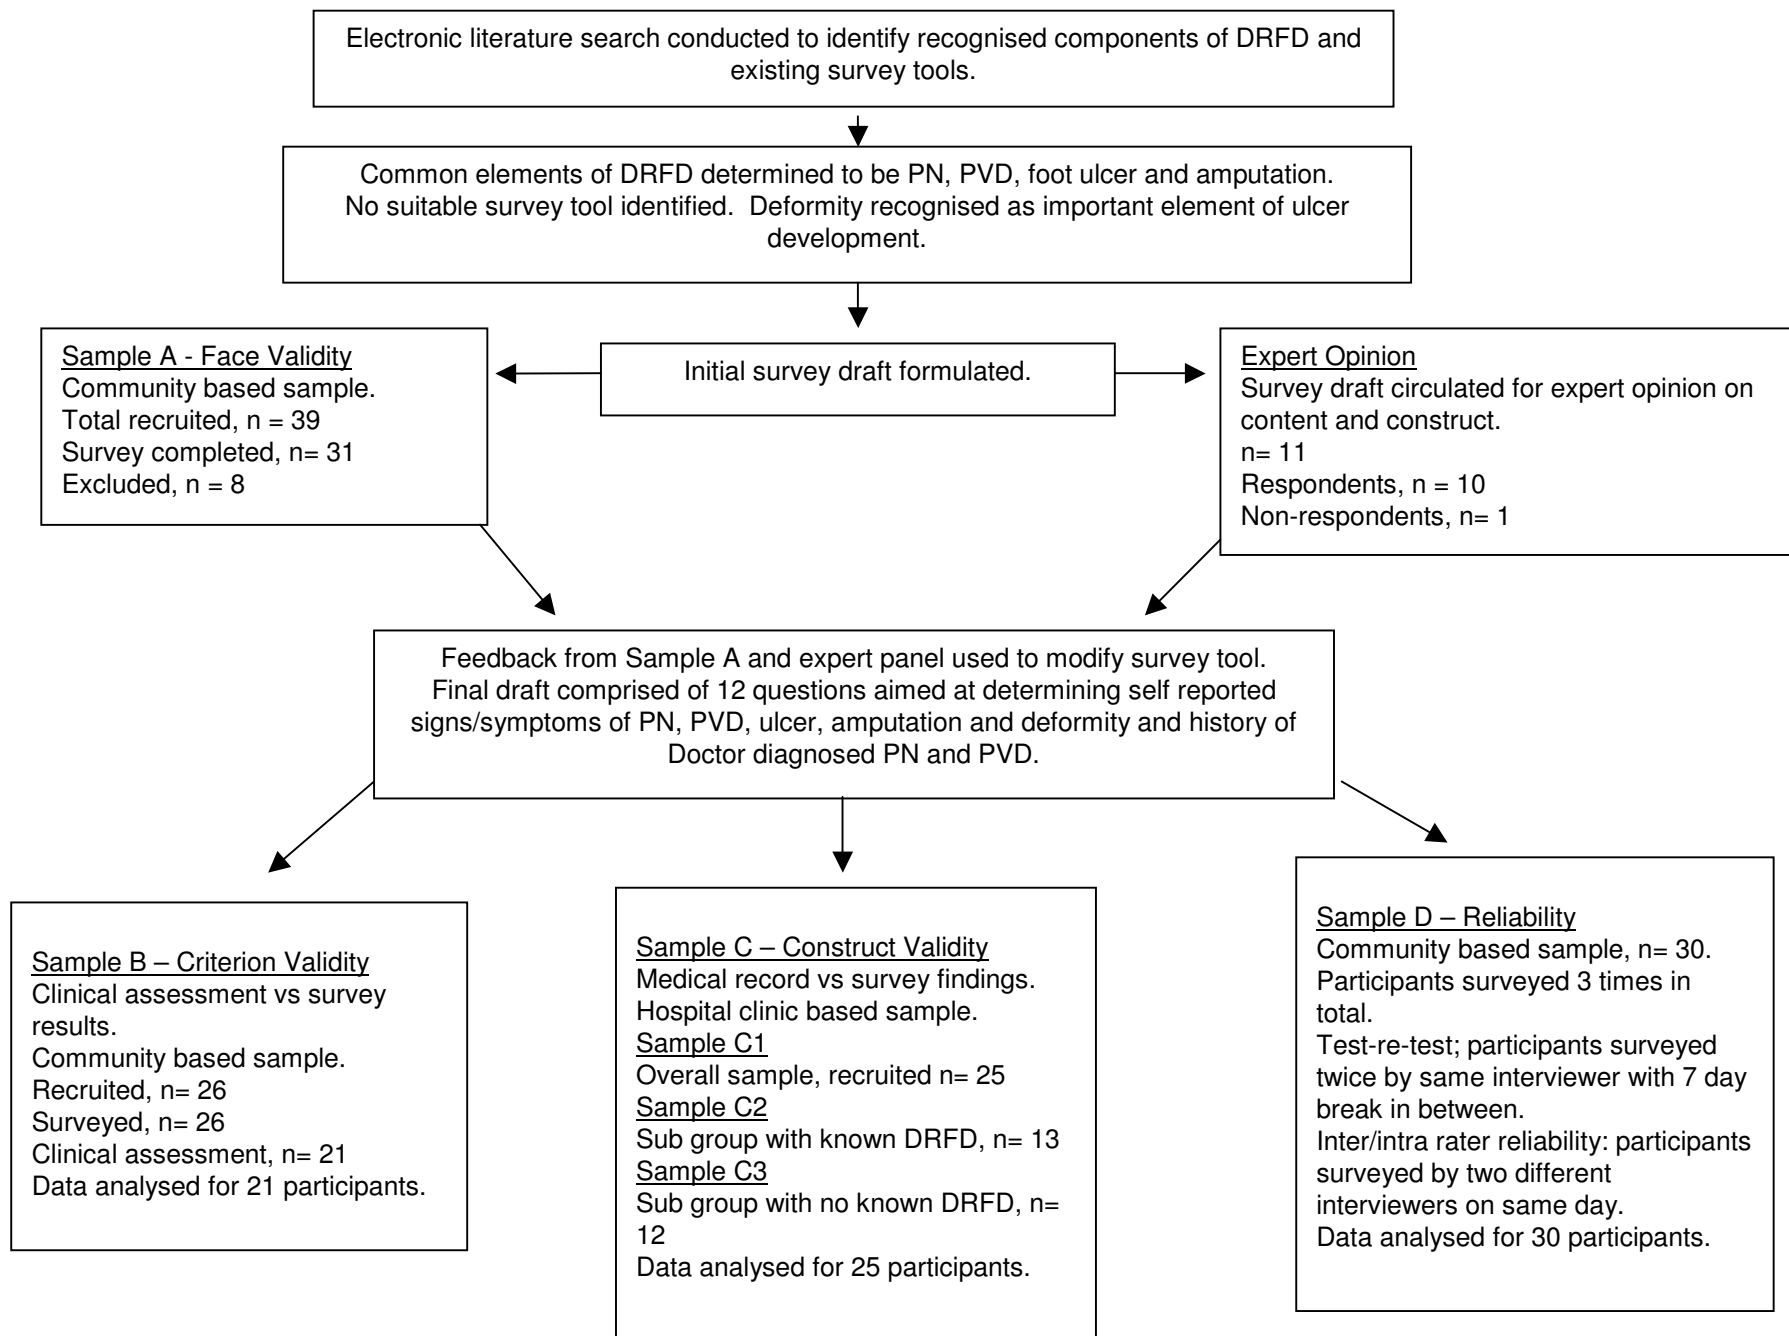 Electronic literature search conducted to identify recognised components of DRFD and
existing survey tools.
Common elements of DRFD determined to be PN, PVD, foot ulcer and amputation.
No suitable survey tool identified.  Deformity recognised as important element of ulcer
development.
Sample A - Face Validity
Community based sample.
Total recruited, n = 39
Survey completed, n= 31
Excluded, n = 8
Initial survey draft formulated.
Expert Opinion
Survey draft circulated for expert opinion on
content and construct.
n= 11
Respondents, n = 10
Non-respondents, n= 1
Feedback from Sample A and expert panel used to modify survey tool.
Final draft comprised of 12 questions aimed at determining self reported
signs/symptoms of PN, PVD, ulcer, amputation and deformity and history of
Doctor diagnosed PN and PVD.
Sample B – Criterion Validity
Clinical assessment vs survey
results.
Community based sample.
Recruited, n= 26
Surveyed, n= 26
Clinical assessment, n= 21
Data analysed for 21 participants.
Sample C – Construct Validity
Medical record vs survey findings.
Hospital clinic based sample.
Sample C1
Overall sample, recruited n= 25
Sample C2
Sub group with known DRFD, n= 13
Sample C3
Sub group with no known DRFD, n=
12
Data analysed for 25 participants.
Sample D – Reliability
Community based sample, n= 30.
Participants surveyed 3 times in
total.
Test-re-test; participants surveyed
twice by same interviewer with 7 day
break in between.
Inter/intra rater reliability: participants
surveyed by two different
interviewers on same day.
Data analysed for 30 participants.